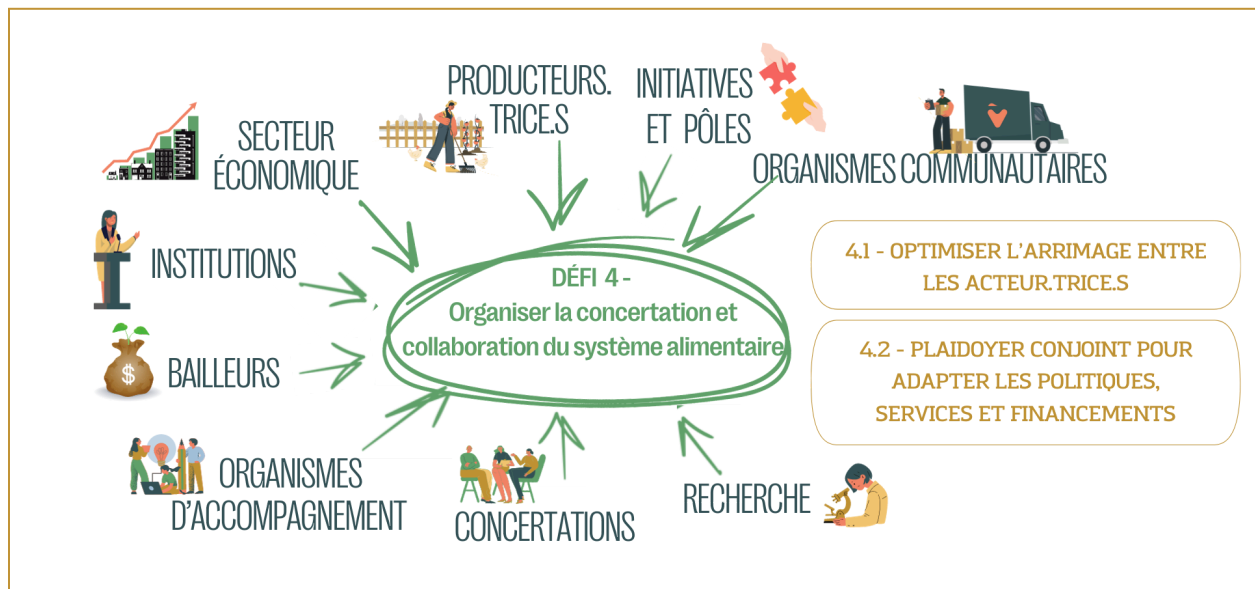 PRODUCTEURS.
TRICE.S
INITIATIVES
ET PÔLES
SECTEUR
ÉCONOMIQUE
ORGANISMES COMMUNAUTAIRES
INSTITUTIONS
BAILLEURS
$
ORGANISMES
D'ACCOMPAGNEMENT
CONCERTATIONS
RECHERCHE
DÉFI 4 -
Organiser la concertation et
collaboration du système alimentaire
4.1 - OPTIMISER L'ARRIMAGE ENTRE
LES ACTEUR.TRICE.S
4.2 - PLAIDOYER CONJOINT POUR
ADAPTER LES POLITIQUES,
SERVICES ET FINANCEMENTS